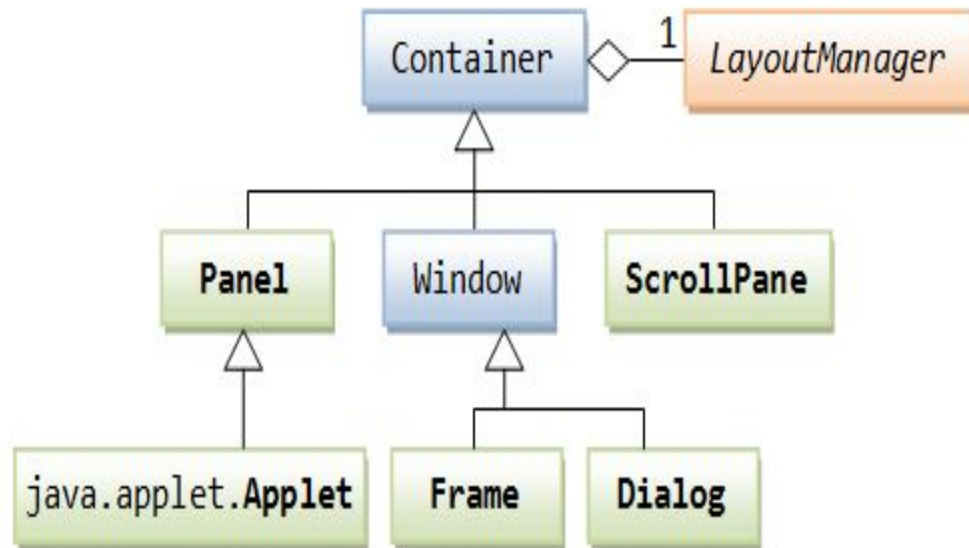 Container
1
LayoutManager
Panel
Window
ScrollPane
java.applet.Applet
Frame
Dialog